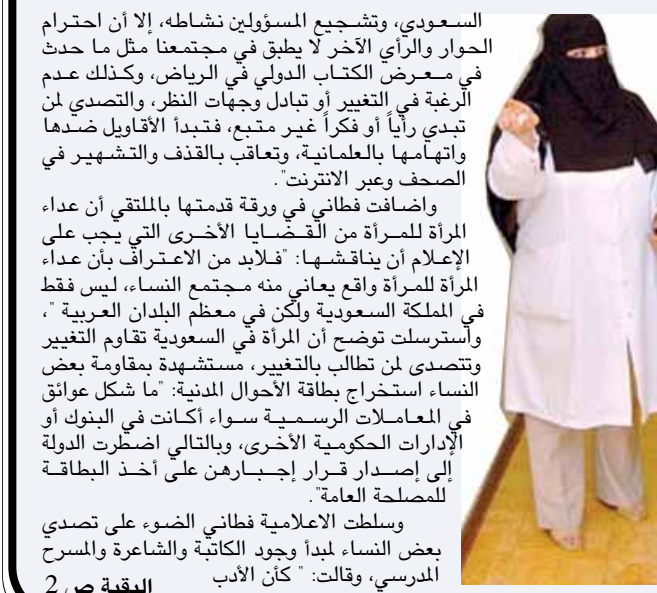 السعودي، وتشجيع المسؤولين نشاطه، إلا أن احترام
الحوار والرأي الآخر لا يطبق في مجتمعنا مثل ما حدث
في معرض الكتاب الدولي في الرياض، وكذلك عدم
الرغبة في التغيير أو تبادل وجهات النظر، والتصدي لمن
تبدي رأياً أو فكراً غير متبع، فتبدأ الأقاويل ضدها
واتهامها بالعلمانية، وتعاقب بالقذف والتشهير في
الصحف وعبر الانترنت".
واضافت فطاني في ورقة قدمتها بالملتقي أن عداء
المرأة للمرأة من القضايا الأخرى التي يجب على
الإعلام أن يناقشها: "فلابد من الاعتراف بأن عداء
المرأة للمرأة واقع يعاني منه مجتمع النساء، ليس فقط
في المملكة السعودية ولكن في معظم البلدان العربية "،
واسترسلت توضح أن المرأة في السعودية تقاوم التغيير
وتتصدى لمن تطالب بالتغيير، مستشهدة بمقاومة بعض
النساء استخراج بطاقة الأحوال المدنية: "ما شكل عوائق
في المعاملات الرسمية سواء أكانت في البنوك أو
الإدارات الحكومية الأخرى، وبالتالي اضطرت الدولة
إلى إصدار قرار إجبارهن على أخذ البطاقة
للمصلحة العامة".
وسلطت الاعلامية فطاني الضوء على تصدي
بعض النساء لمبدأ وجود الكاتبة والشاعرة والمسرح
المدرسي، وقالت: " كأن الأدب
البقية ص 2